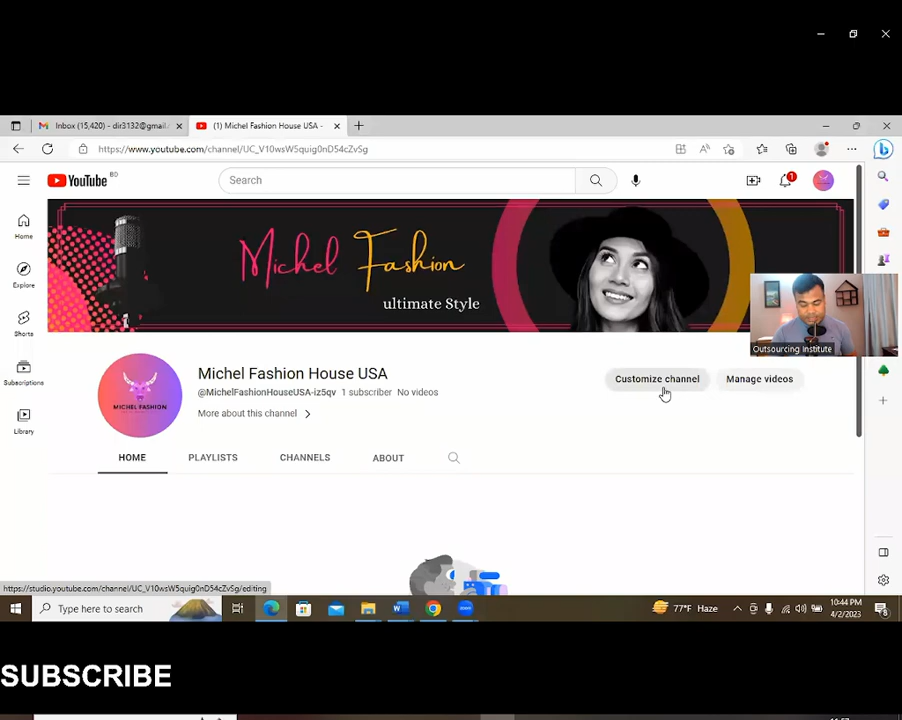 Inbox (15,420) - dir3132@gmail.
(1) Michel Fashion House USA -
https://www.youtube.com/channel/UC_V10wsW5quig0nD54cZvSg
YouTube BD
Search
1
Home
Explore
Shorts
Subscriptions
Library
Michel Fashion
ultimate Style
Outsourcing Institute
MICHEL FASHION
Michel Fashion House USA
@MichelFashionHouseUSA-iz5qv 1 subscriber No videos
More about this channel
Customize channel
Manage videos
HOME PLAYLISTS CHANNELS ABOUT
https://studio.youtube.com/channel/UC_V10wsW5quig0nD54cZvSg/editing
Type here to search
77°F Haze
10:44 PM
4/2/2023
8
SUBSCRIBE